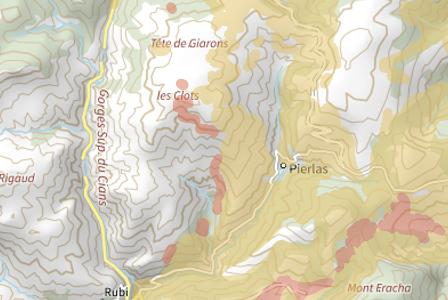 Tête de Giarons
les Clots
Gorges Sup. du Cians
Pierlas
Rigaud
Mont Eracha
Rubi